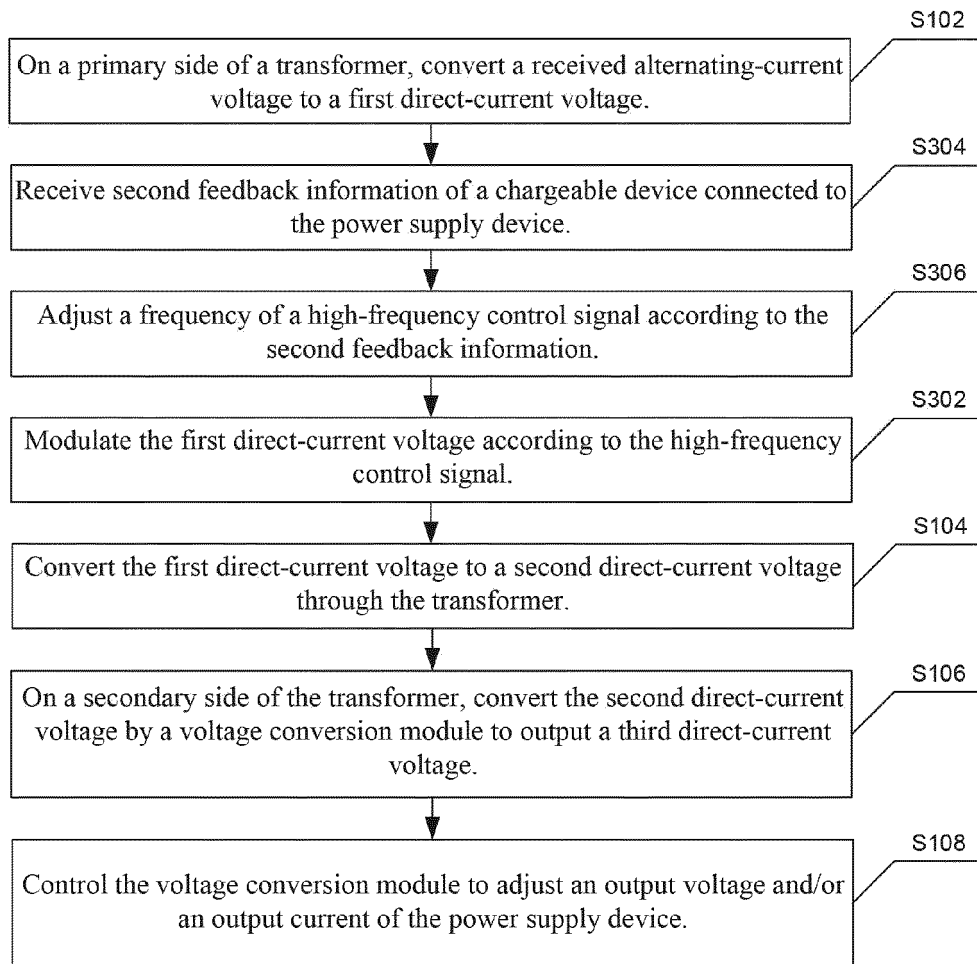 S102
On a primary side of a transformer, convert a received alternating-current
voltage to a first direct-current voltage.
S304
Receive second feedback information of a chargeable device connected to
the power supply device.
S306
Adjust a frequency of a high-frequency control signal according to the
second feedback information.
S302
Modulate the first direct-current voltage according to the high-frequency
control signal.
S104
Convert the first direct-current voltage to a second direct-current voltage
through the transformer.
S106
On a secondary side of the transformer, convert the second direct-current
voltage by a voltage conversion module to output a third direct-current
voltage.
S108
Control the voltage conversion module to adjust an output voltage and/or
an output current of the power supply device.